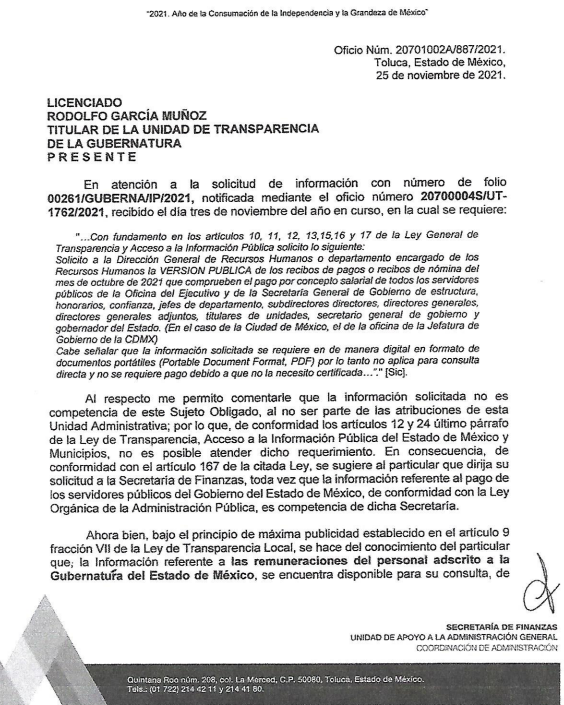 "2021. Año de la Consumación de la Independencia y la Grandeza de México"
Oficio Núm. 20701002A/887/2021.
Toluca, Estado de México,
25 de noviembre de 2021.
LICENCIADO
RODOLFO GARCÍA MUÑOZ
TITULAR DE LA UNIDAD DE TRANSPARENCIA
DE LA GUBERNATURA
P R E S E N T E
En atención a la solicitud de información con número de folio
00261/GUBERNA/IP/2021, notificada mediante el oficio número 20700004S/UT-
1762/2021, recibido el día tres de noviembre del año en curso, en la cual se requiere:
"...Con fundamento en los artículos 10, 11, 12, 13,15,16 y 17 de la Ley General de
Transparencia y Acceso a la Información Pública solicito lo siguiente:
Solicito a la Dirección General de Recursos Humanos o departamento encargado de los
Recursos Humanos la VERSION PUBLICA de los recibos de pagos o recibos de nómina del
mes de octubre de 2021 que comprueben el pago por concepto salarial de todos los servidores
públicos de la Oficina del Ejecutivo y de la Secretaría General de Gobierno de estructura,
honorarios, confianza, jefes de departamento, subdirectores directores, directores generales,
directores generales adjuntos, titulares de unidades, secretario general de gobierno y
gobernador del Estado. (En el caso de la Ciudad de México, el de la oficina de la Jefatura de
Gobierno de la CDMX)
Cabe señalar que la información solicitada se requiere en de manera digital en formato de
documentos portátiles (Portable Document Format, PDF) por lo tanto no aplica para consulta
directa y no se requiere pago debido a que no la necesito certificada..."." [Sic].
Al respecto me permito comentarle que la información solicitada no es
competencia de este Sujeto Obligado, al no ser parte de las atribuciones de esta
Unidad Administrativa; por lo que, de conformidad los artículos 12 y 24 último párrafo
de la Ley de Transparencia, Acceso a la Información Pública del Estado de México y
Municipios, no es posible atender dicho requerimiento. En consecuencia, de
conformidad con el artículo 167 de la citada Ley, se sugiere al particular que dirija su
solicitud a la Secretaría de Finanzas, toda vez que la información referente al pago de
los servidores públicos del Gobierno del Estado de México, de conformidad con la Ley
Orgánica de la Administración Pública, es competencia de dicha Secretaría.
Ahora bien, bajo el principio de máxima publicidad establecido en el artículo 9
fracción VII de la Ley de Transparencia Local, se hace del conocimiento del particular
que, la Información referente a las remuneraciones del personal adscrito a la
Gubernatura del Estado de México, se encuentra disponible para su consulta, de
SECRETARÍA DE FINANZAS
UNIDAD DE APOYO A LA ADMINISTRACIÓN GENERAL
COORDINACIÓN DE ADMINISTRACIÓN
Quintana Roo núm. 208, col. La Merced, C.P. 50080, Toluca, Estado de México.
Tels.: (01 722) 214 42 11 y 214 41 80.